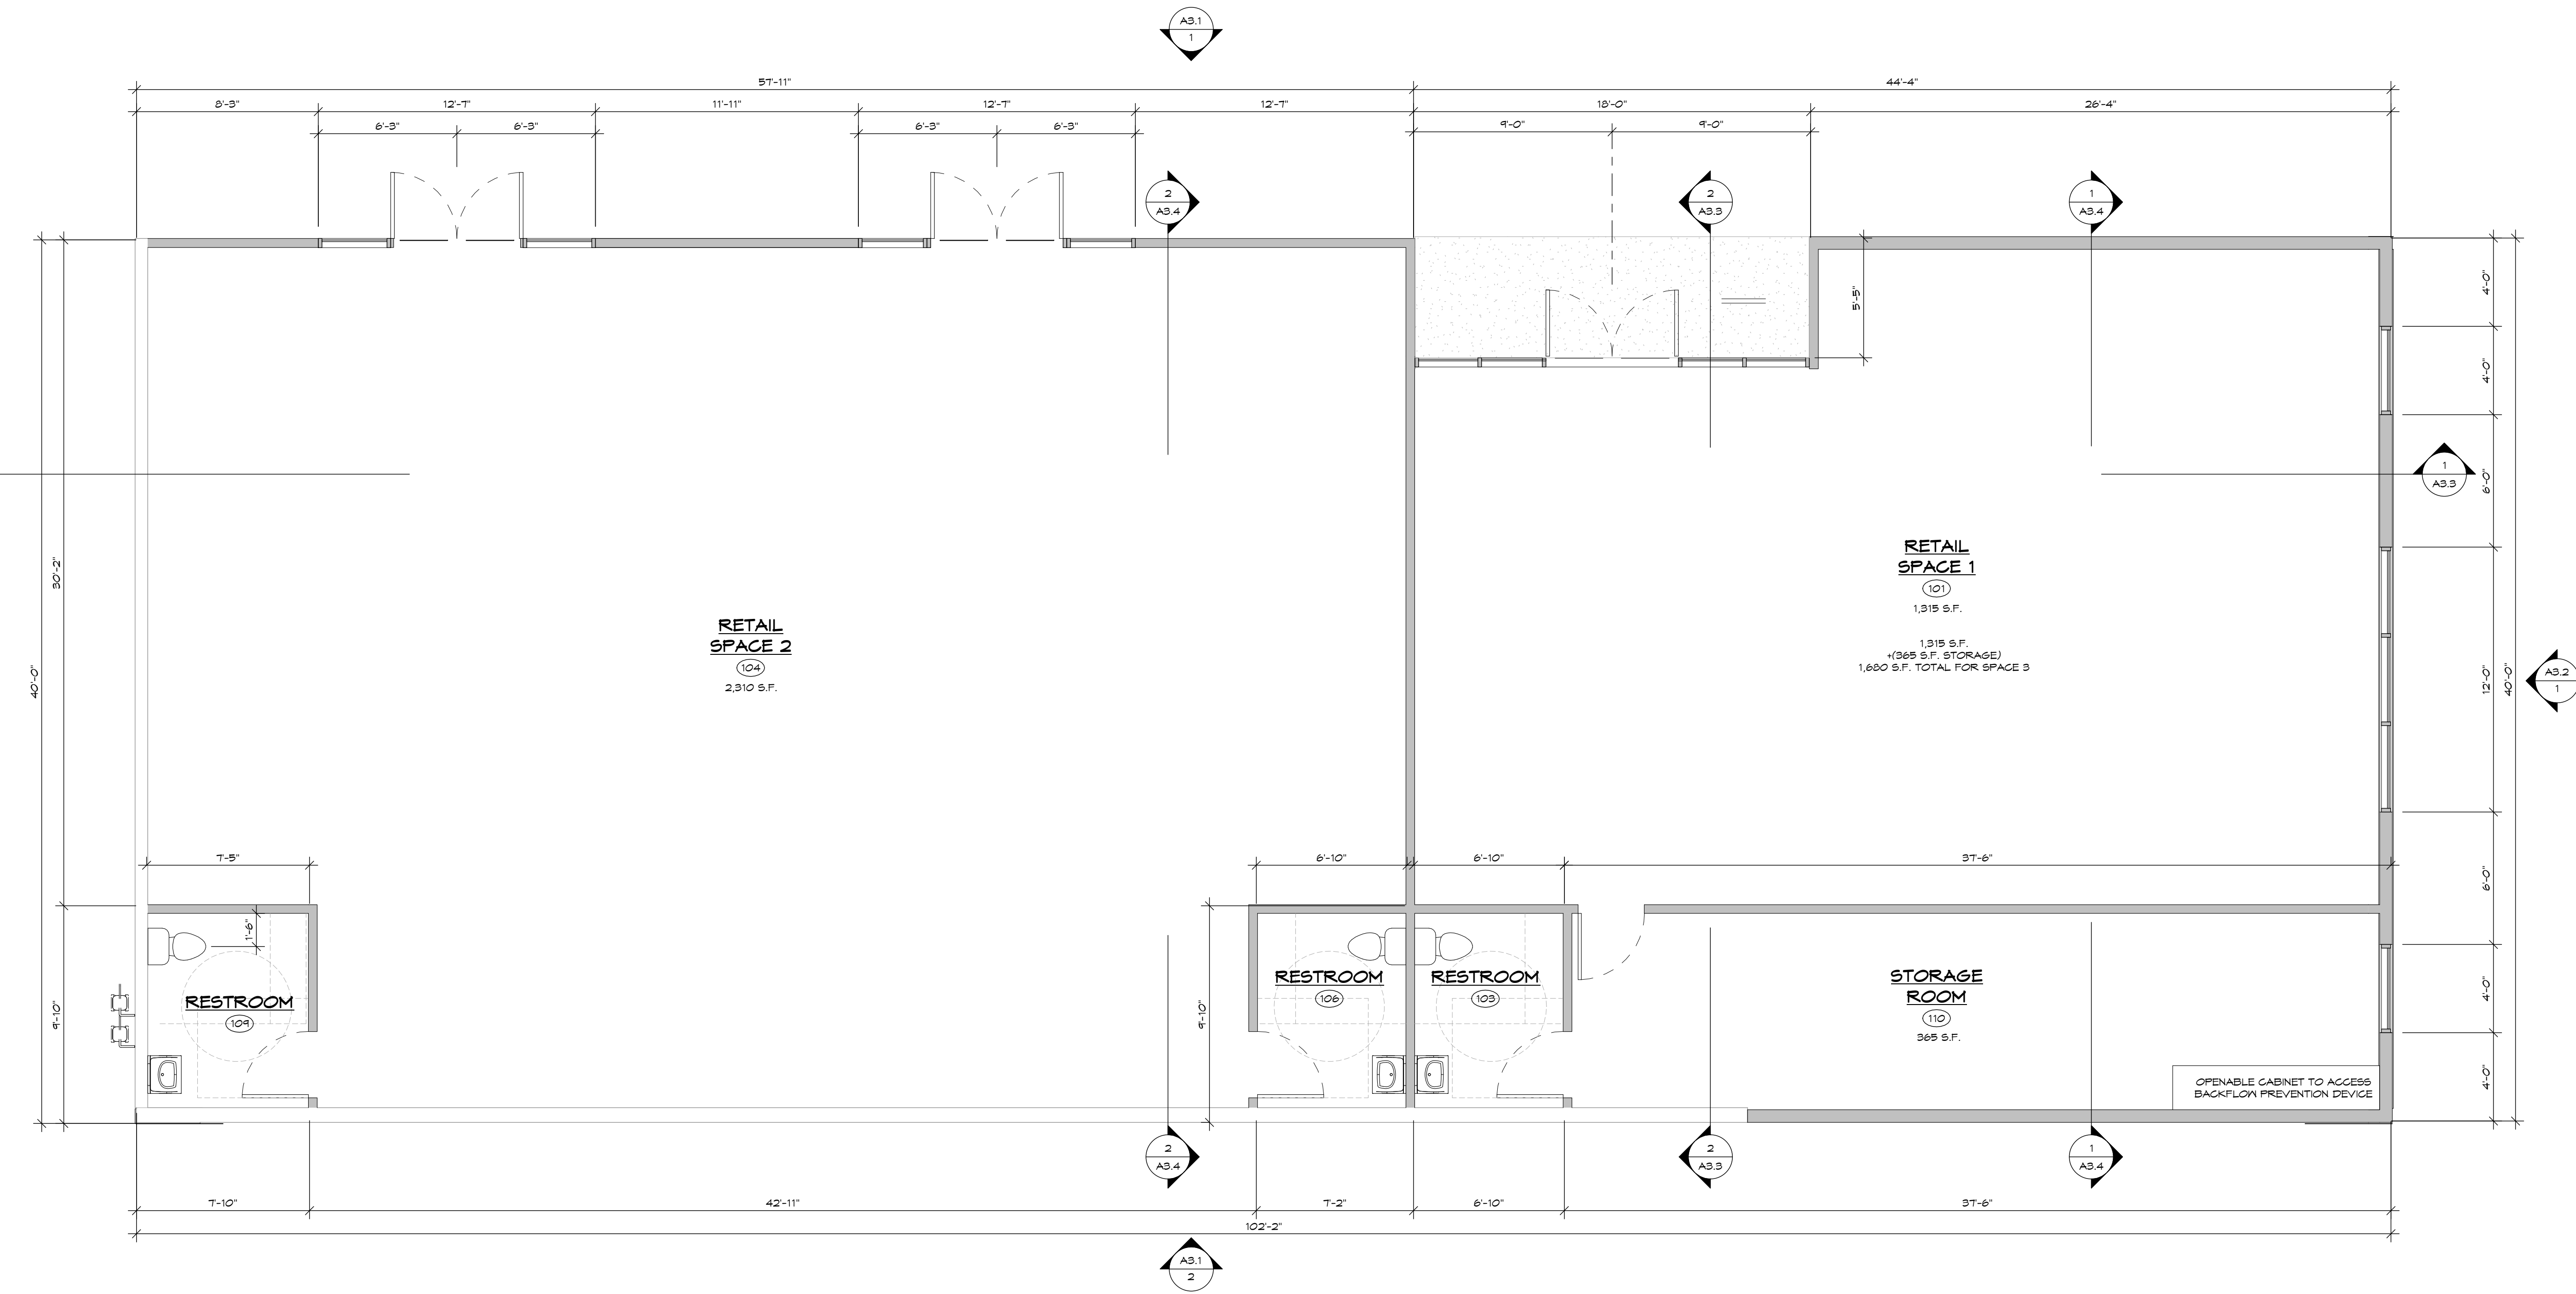 A3.1
1
57'-11"
44'-4"
8'-3"
12'-7"
11'-11"
12'-7"
12'-7"
18'-0"
26'-4"
6'-3"
6'-3"
6'-3"
6'-3"
9'-0"
9'-0"
2
A3.4
2
A3.3
1
A3.4
5'-5"
4'-0"
4'-0"
6'-0"
12'-0"
40'-0"
6'-0"
4'-0"
4'-0"
1
A3.3
A3.2
1
40'-0"
30'-2"
9'-10"
RETAIL
SPACE 1
101
1,315 S.F.
1,315 S.F.
+(365 S.F. STORAGE)
1,680 S.F. TOTAL FOR SPACE 3
RETAIL
SPACE 2
104
2,310 S.F.
7'-5"
6'-10"
6'-10"
37'-6"
1'-6"
9'-10"
RESTROOM
109
RESTROOM
106
RESTROOM
103
STORAGE
ROOM
110
365 S.F.
OPENABLE CABINET TO ACCESS
BACKFLOW PREVENTION DEVICE
2
A3.4
2
A3.3
1
A3.4
7'-10"
42'-11"
7'-2"
6'-10"
37'-6"
102'-2"
A3.1
2